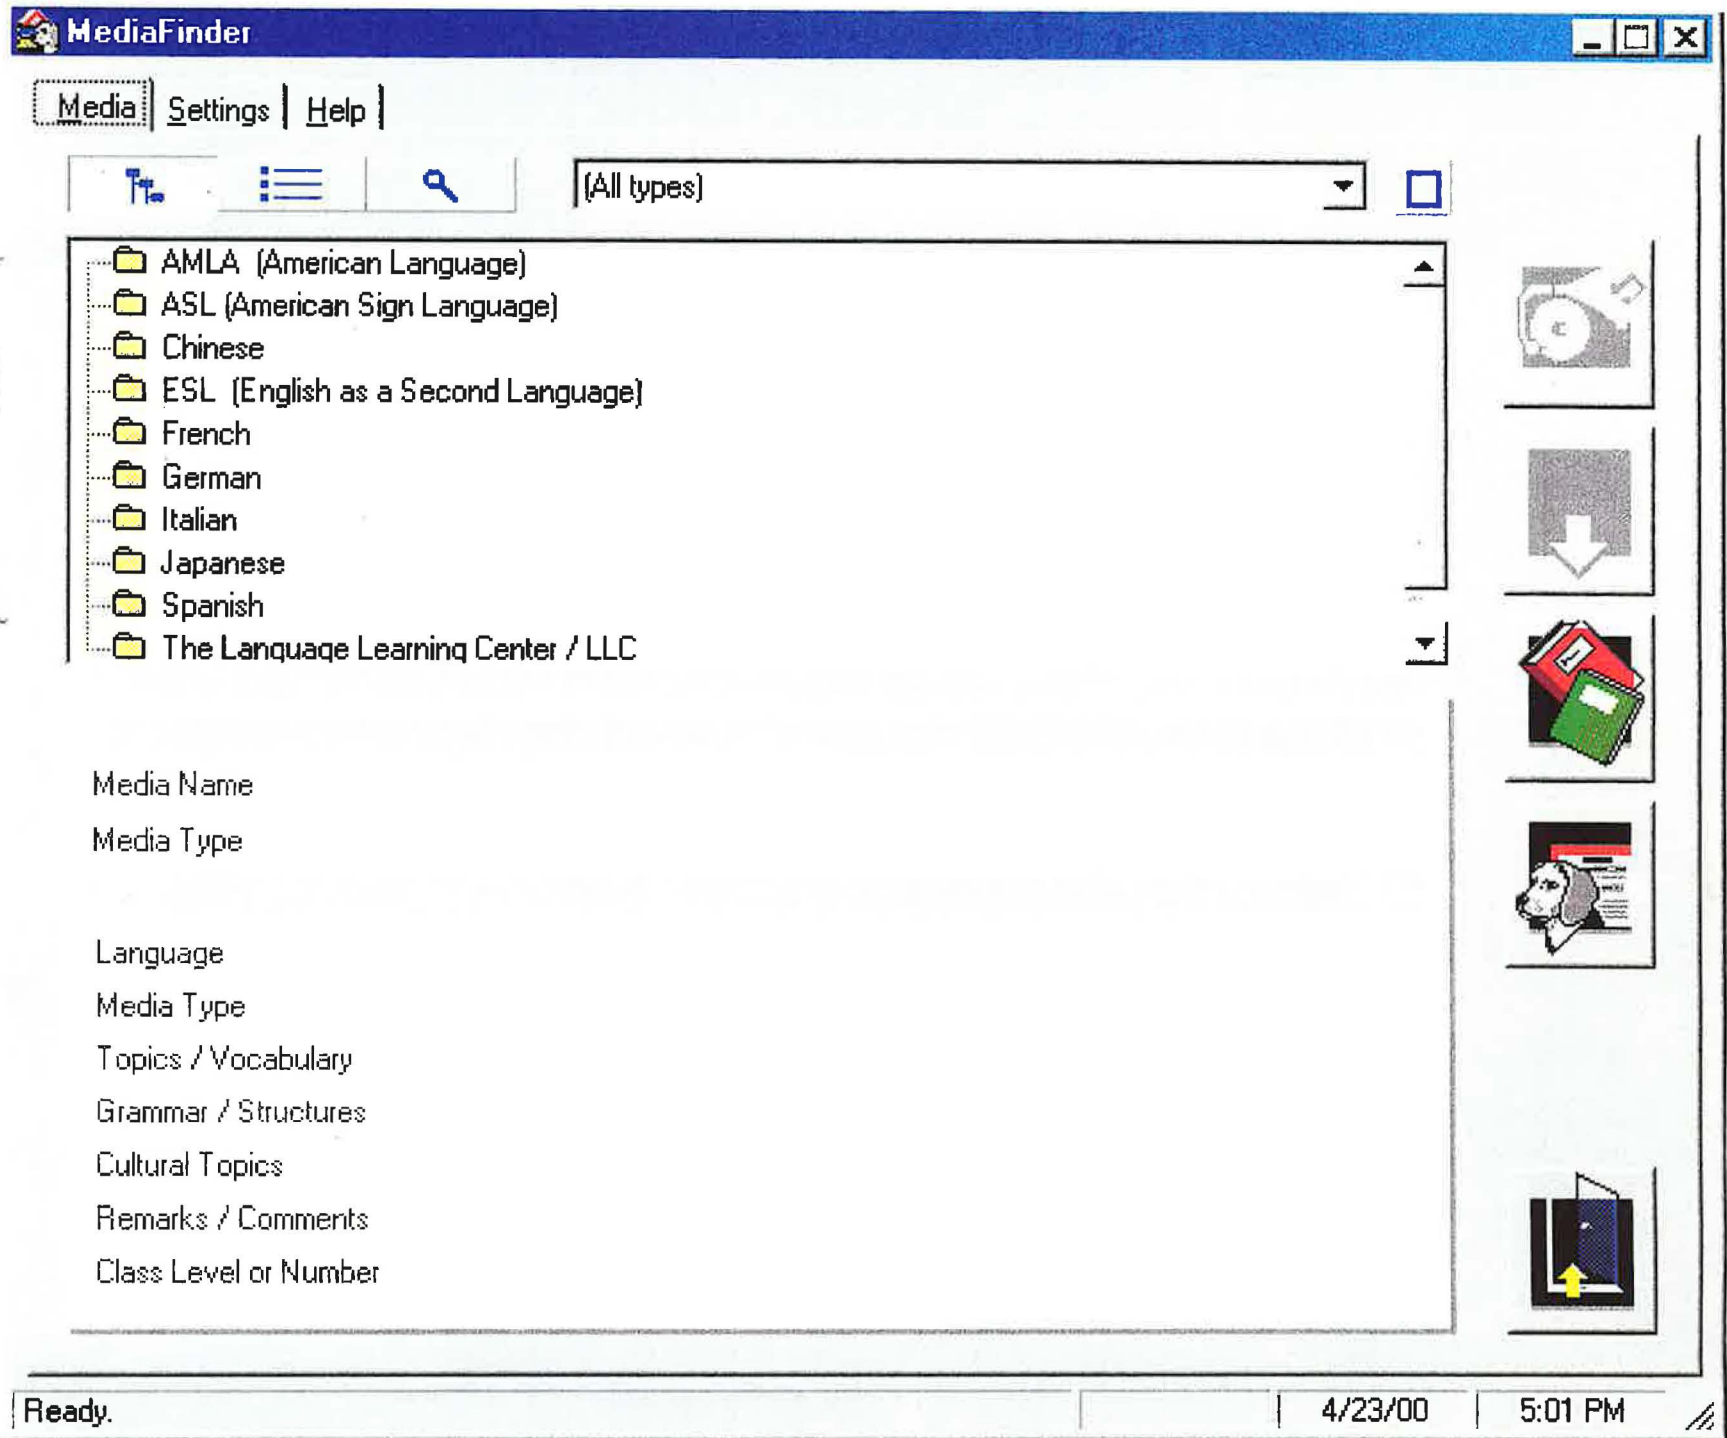 MediaFinder
Media Settings Help
(All types)
AMLA (American Language)
ASL (American Sign Language)
Chinese
ESL (English as a Second Language)
French
German
Italian
Japanese
Spanish
The Language Learning Center / LLC
Media Name
Media Type
Language
Media Type
Topics / Vocabulary
Grammar / Structures
Cultural Topics
Remarks / Comments
Class Level or Number
Ready. 4/23/00 5:01 PM